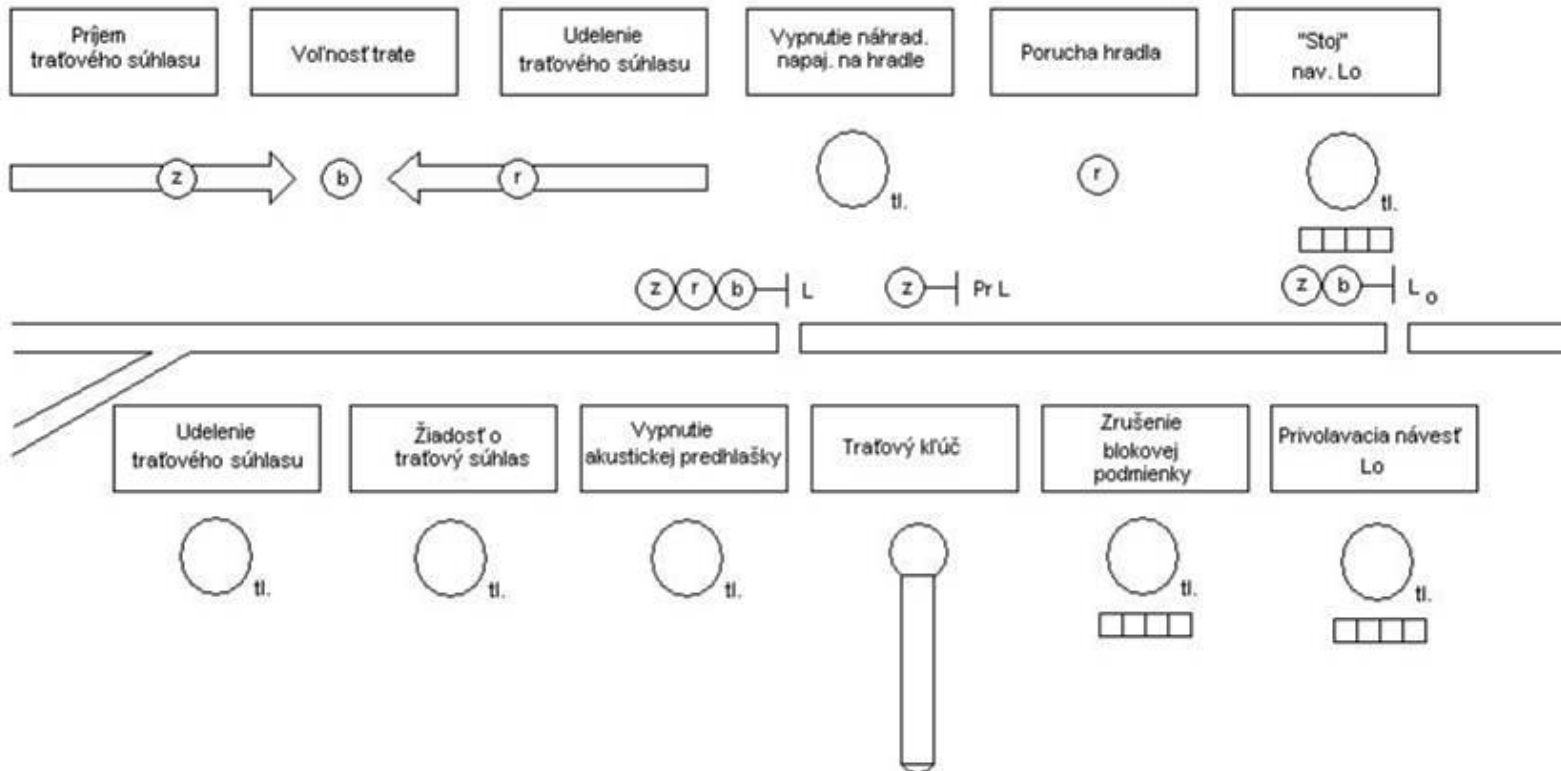 Príjem
traťového súhlasu
Voľnosť trate
Udelenie
traťového súhlasu
Vypnutie náhrad.
napaj. na hradle
Porucha hradla
"Stoj"
nav. Lo
z
b
r
tl.
r
tl.
z r b L
z Pr L
z b L o
Udelenie
traťového súhlasu
Žiadosť o
traťový súhlas
Vypnutie
akustickej predhlašky
Traťový kľúč
Zrušenie
blokovej
podmienky
Privolavacia návesť
Lo
tl.
tl.
tl.
tl.
tl.